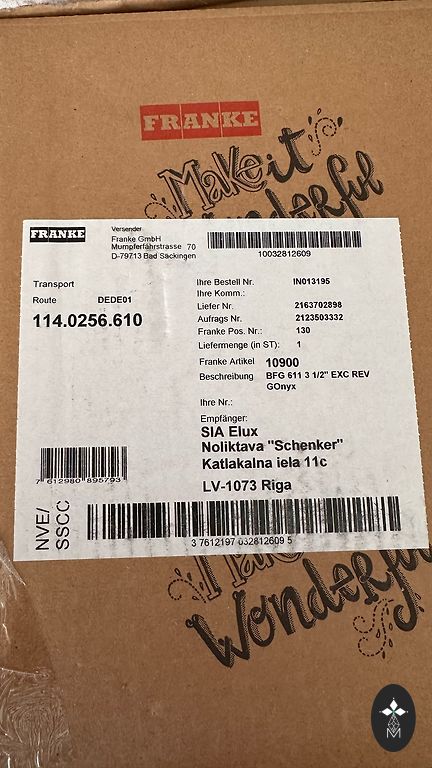 FRANKE
Make it
Wonderful
FRANKE
Versender
Franke GmbH
Mumpferfährstrasse 70
D-79713 Bad Säckingen
10032812609
Transport
Route DEDE01
114.0256.610
Ihre Bestell Nr. IN013195
Ihre Komm.:
Liefer Nr. 2163702898
Aufrags Nr. 2123503332
Franke Pos. Nr.: 130
Liefermenge (in ST): 1
Franke Artikel 10900
Beschreibung BFG 611 3 1/2" EXC REV
GOnyx
Ihre Nr.:
Empfänger:
SIA Elux
Noliktava "Schenker"
Katlakalna iela 11c
LV-1073 Riga
7 612980 895793
NVE/
SSCC
3 7612197 032812609 5
Make
Wonderful
M